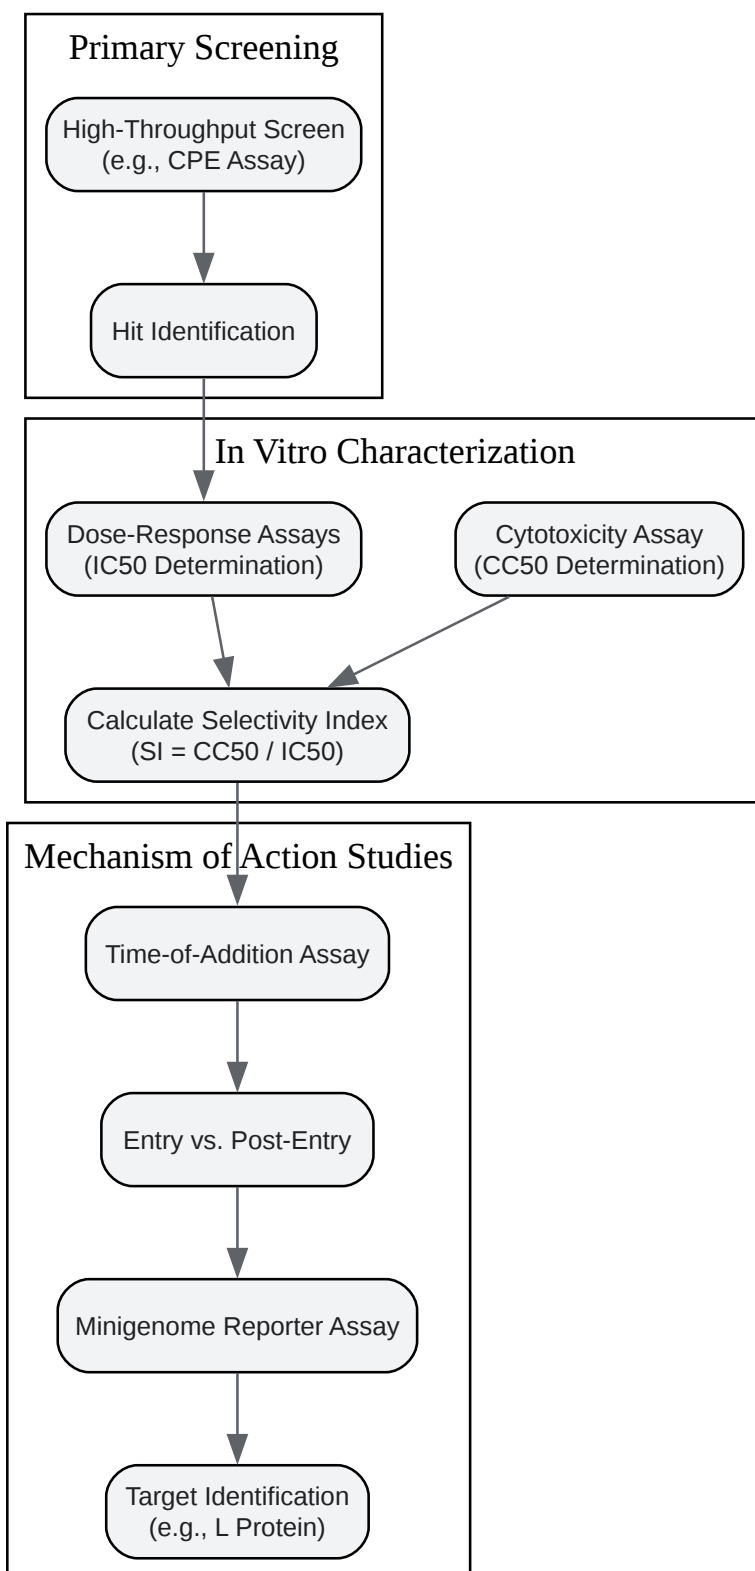 Primary Screening
High-Throughput Screen
(e.g., CPE Assay)
Hit Identification
In Vitro Characterization
Dose-Response Assays
(IC50 Determination)
Cytotoxicity Assay
(CC50 Determination)
Calculate Selectivity Index
(SI = CC50 / IC50)
Mechanism of Action Studies
Time-of-Addition Assay
Entry vs. Post-Entry
Minigenome Reporter Assay
Target Identification
(e.g., L Protein)